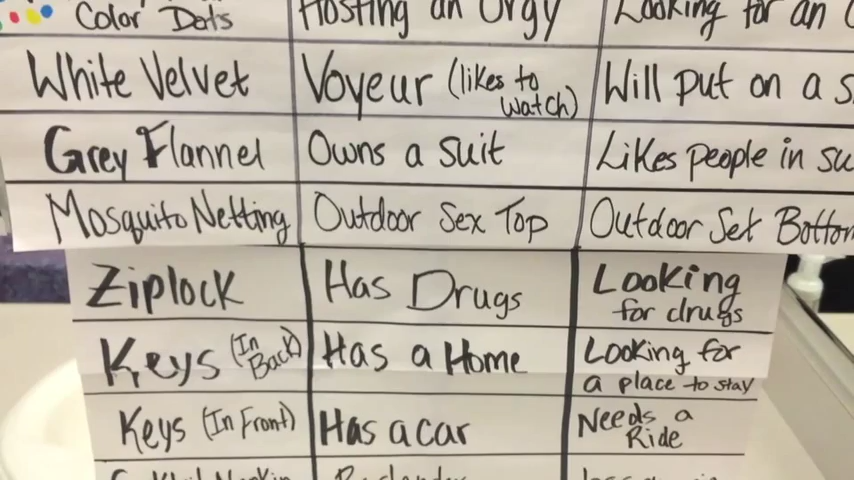 Color Dots Hosting an Orgy Looking for an
White Velvet Voyeur (likes to watch) Will put on a
Grey Flannel Owns a suit Likes people in
Mosquito Netting Outdoor Sex Top Outdoor Set Bottom
Ziplock Has Drugs Looking for drugs
Keys (In Back) Has a Home Looking for a place to stay
Keys (In Front) Has a car Needs a Ride